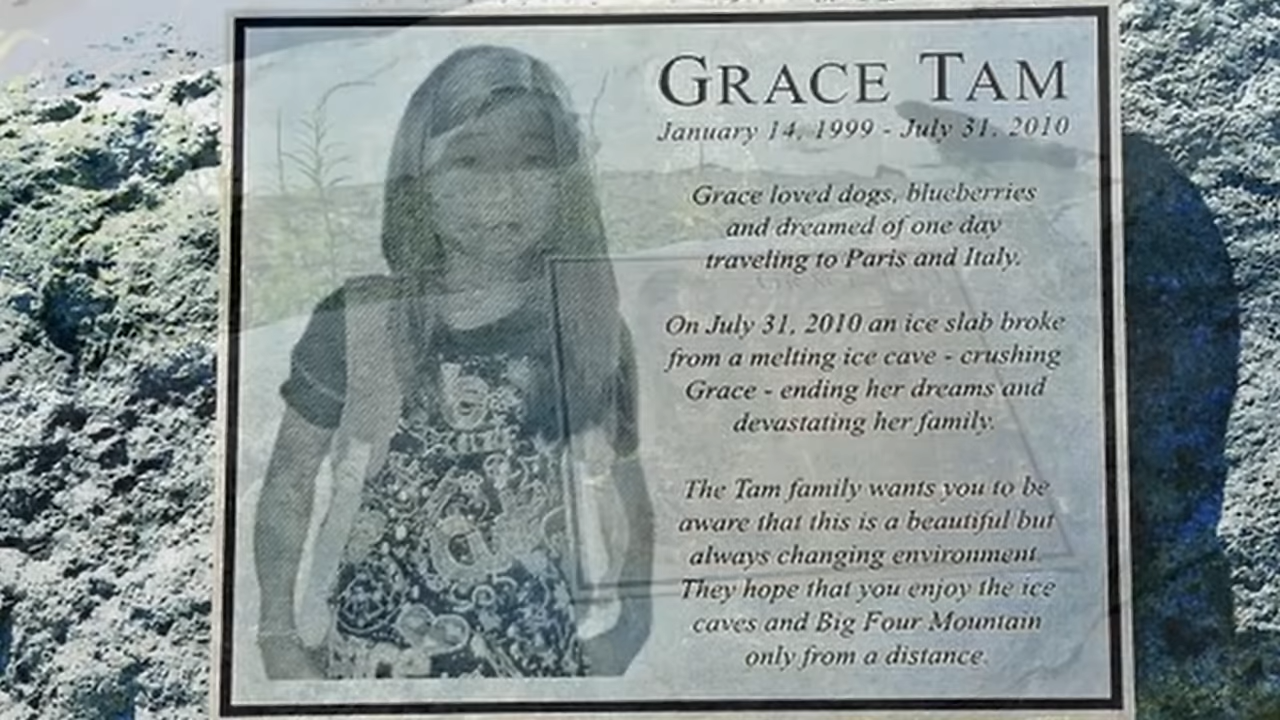 GRACE TAM
January 14, 1999 - July 31, 2010
Grace loved dogs, blueberries
and dreamed of one day
traveling to Paris and Italy.
On July 31, 2010 an ice slab broke
from a melting ice cave - crushing
Grace - ending her dreams and
devastating her family.
The Tam family wants you to be
aware that this is a beautiful but
always changing environment.
They hope that you enjoy the ice
caves and Big Four Mountain
only from a distance.